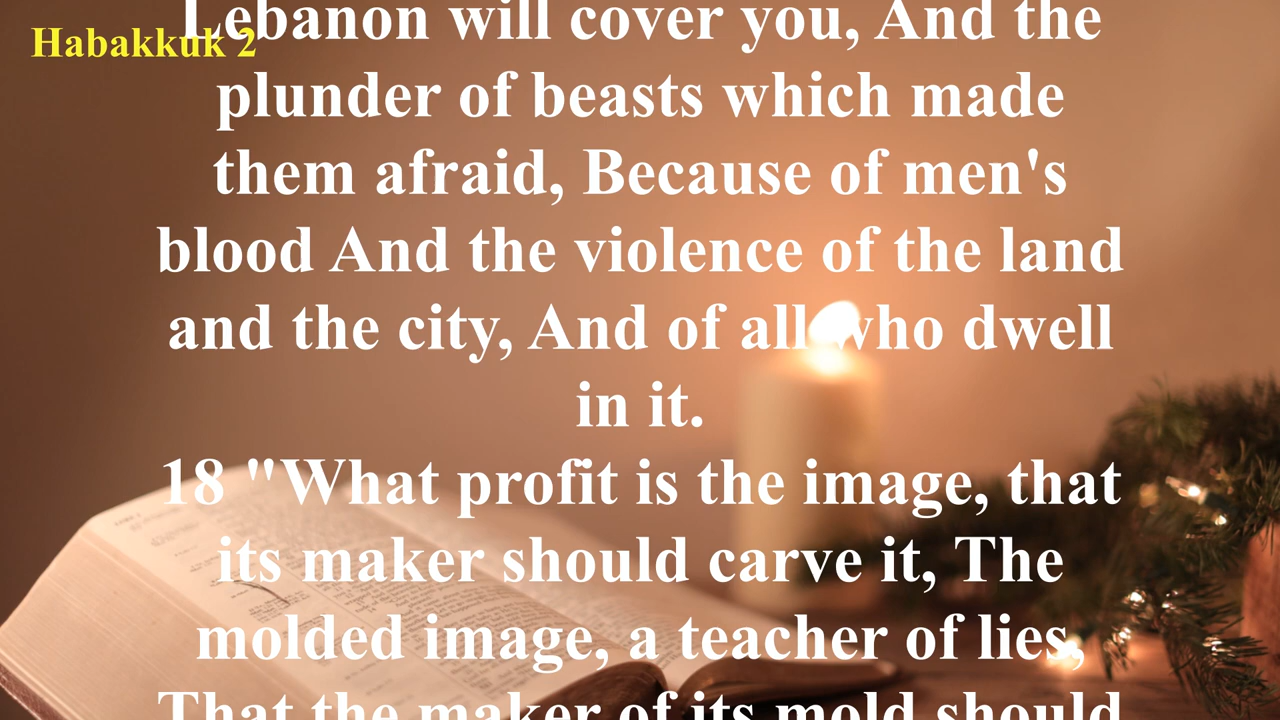 Habakkuk 2
Lebanon will cover you, And the
plunder of beasts which made
them afraid, Because of men's
blood And the violence of the land
and the city, And of all who dwell
in it.
18 "What profit is the image, that
its maker should carve it, The
molded image, a teacher of lies,
That the maker of its mold should